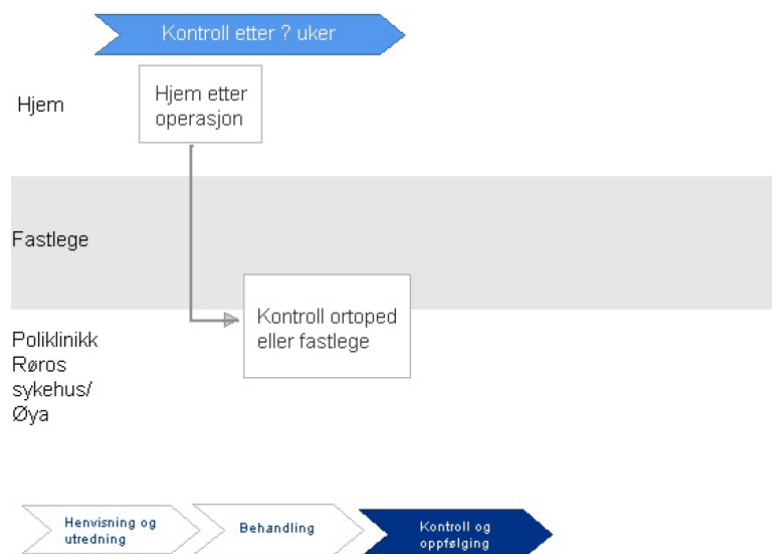 Kontroll etter ? uker
Hjem
Hjem etter
operasjon
Fastlege
Kontroll ortoped
eller fastlege
Poliklinikk
Røros
sykehus/
Øya
Henvisning og
utredning
Behandling
Kontroll og
oppfølging